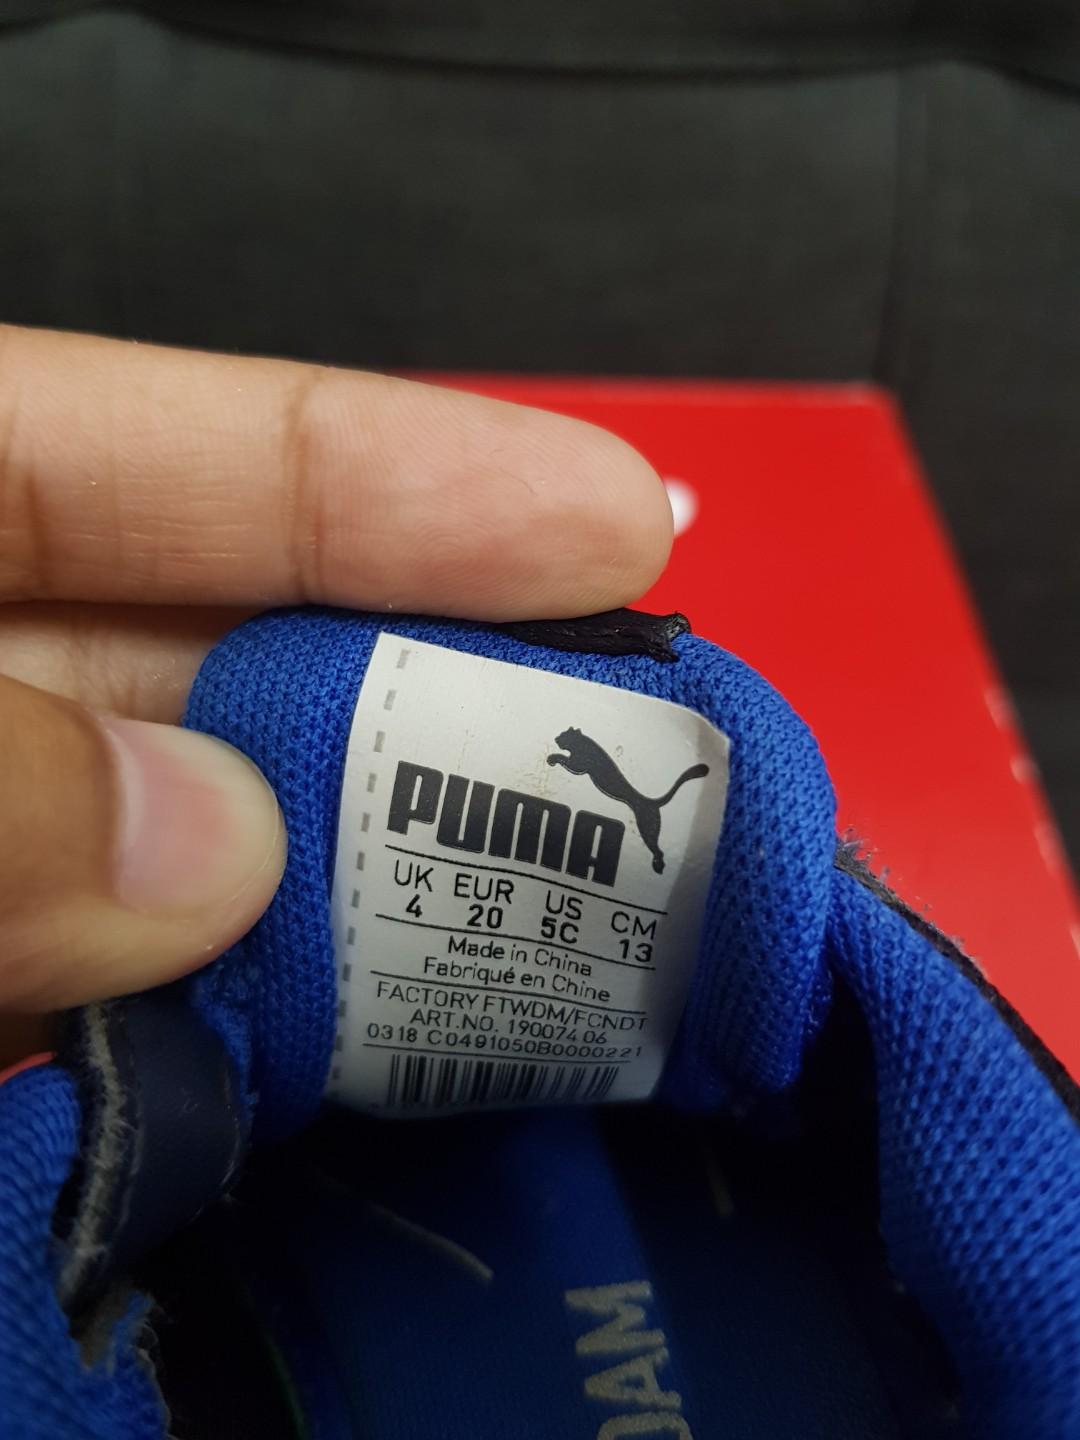 PUMA
UK EUR US CM
4 20 5C 13
Made in China
Fabriqué en Chine
FACTORY FTWDM/FCNDT
ART.NO. 190074 06
0318 C0491050B0000221
DAM